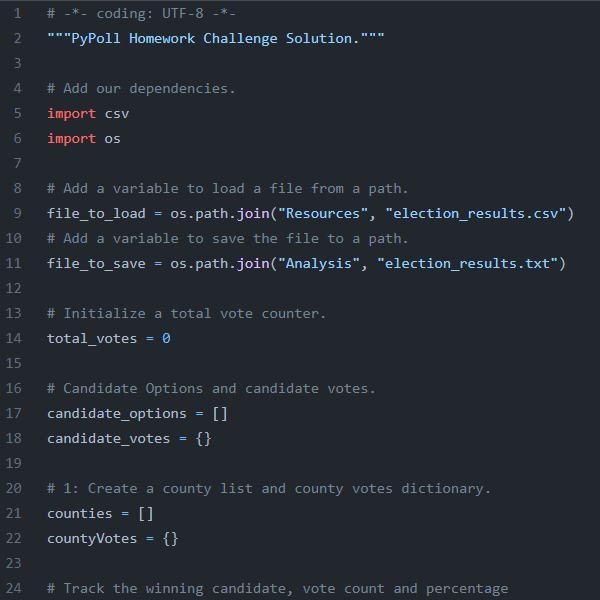 1 # -*- coding: UTF-8 -*-
2 """PyPoll Homework Challenge Solution."""
3
4 # Add our dependencies.
5 import csv
6 import os
7
8 # Add a variable to load a file from a path.
9 file_to_load = os.path.join("Resources", "election_results.csv")
10 # Add a variable to save the file to a path.
11 file_to_save = os.path.join("Analysis", "election_results.txt")
12
13 # Initialize a total vote counter.
14 total_votes = 0
15
16 # Candidate Options and candidate votes.
17 candidate_options = []
18 candidate_votes = {}
19
20 # 1: Create a county list and county votes dictionary.
21 counties = []
22 countyVotes = {}
23
24 # Track the winning candidate, vote count and percentage